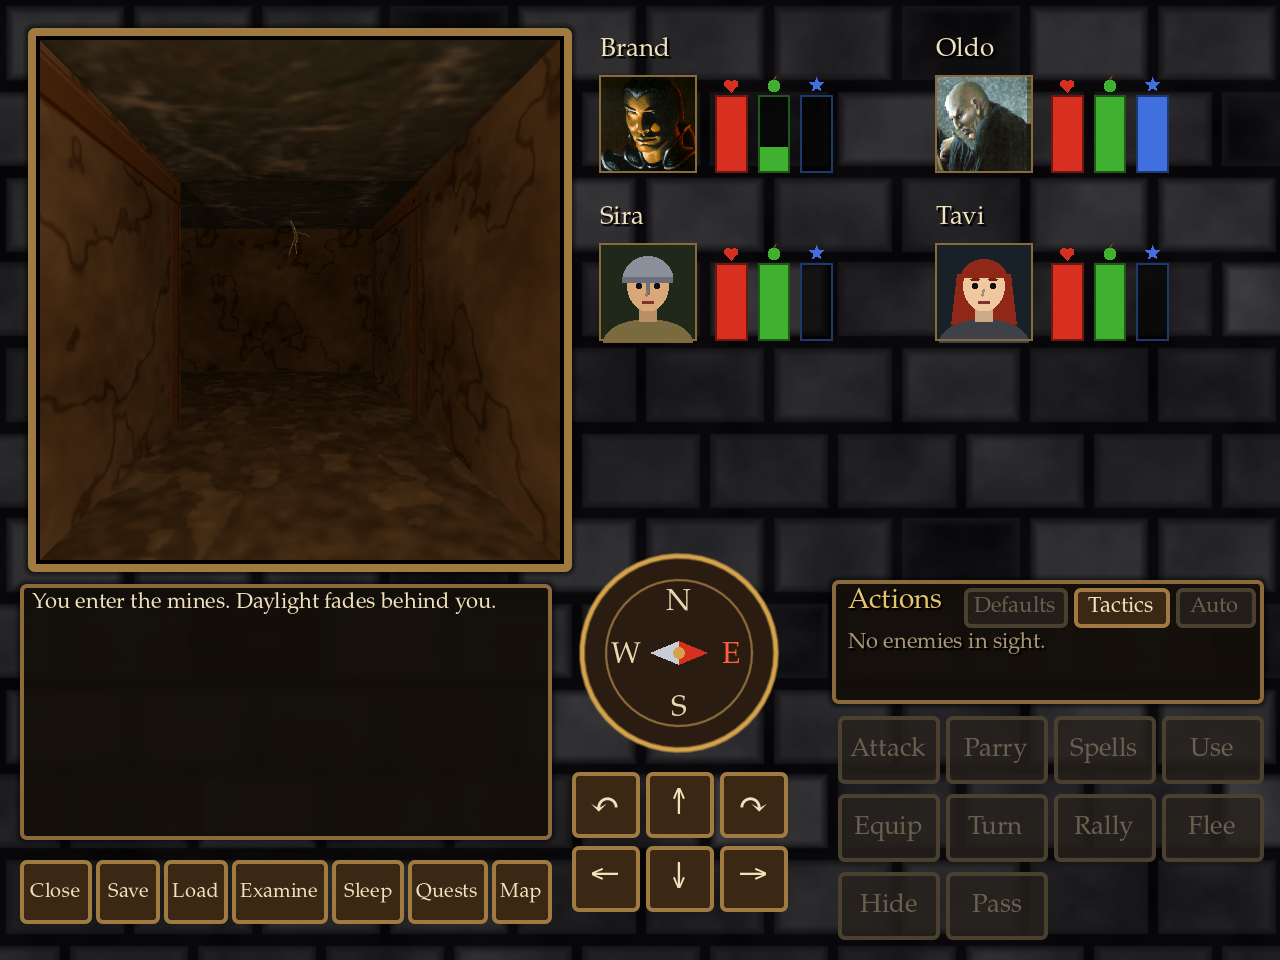 Brand
Oldo
Sira
Tavi
You enter the mines. Daylight fades behind you.
N
W E
S
Actions Defaults Tactics Auto
No enemies in sight.
Attack Parry Spells Use
Equip Turn Rally Flee
Hide Pass
Close Save Load Examine Sleep Quests Map